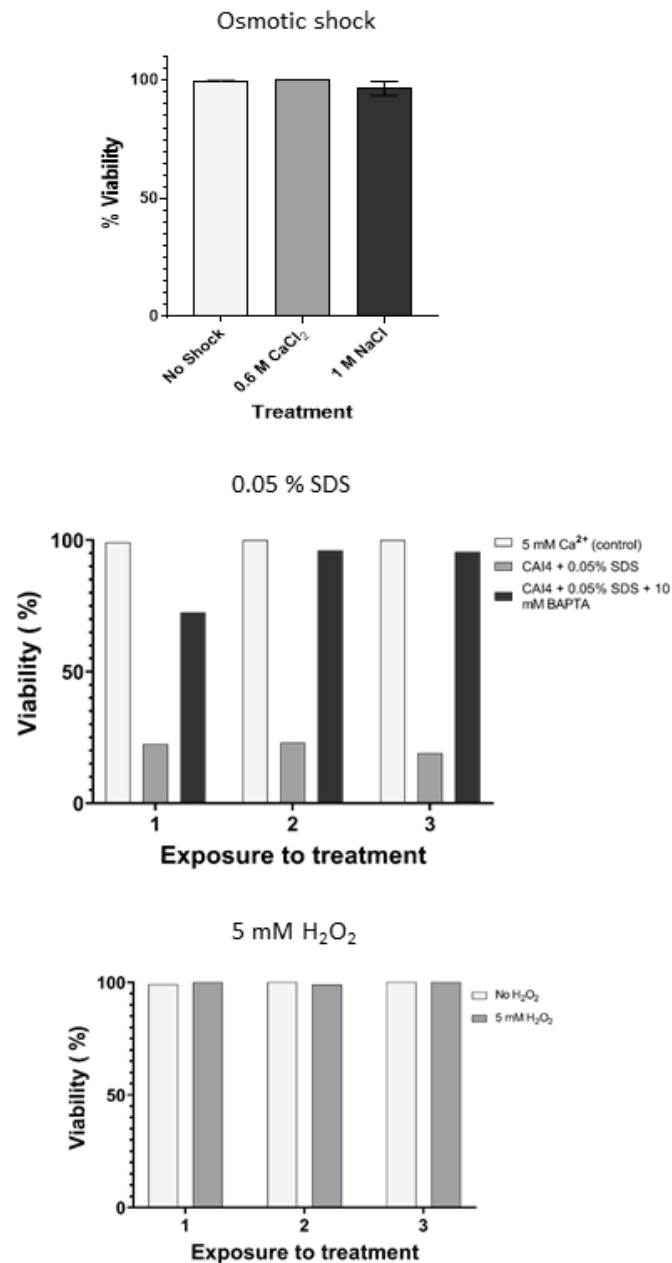 Osmotic shock
% Viability
100
50
0
No Shock
0.6 M CaCl₂
1 M NaCl
Treatment
0.05 % SDS
Viability ( %)
100
50
0
1 2 3
Exposure to treatment
5 mM Ca²⁺ (control)
CAI4 + 0.05% SDS
CAI4 + 0.05% SDS + 10
mM BAPTA
5 mM H₂O₂
Viability ( %)
100
50
0
1 2 3
Exposure to treatment
No H₂O₂
5 mM H₂O₂